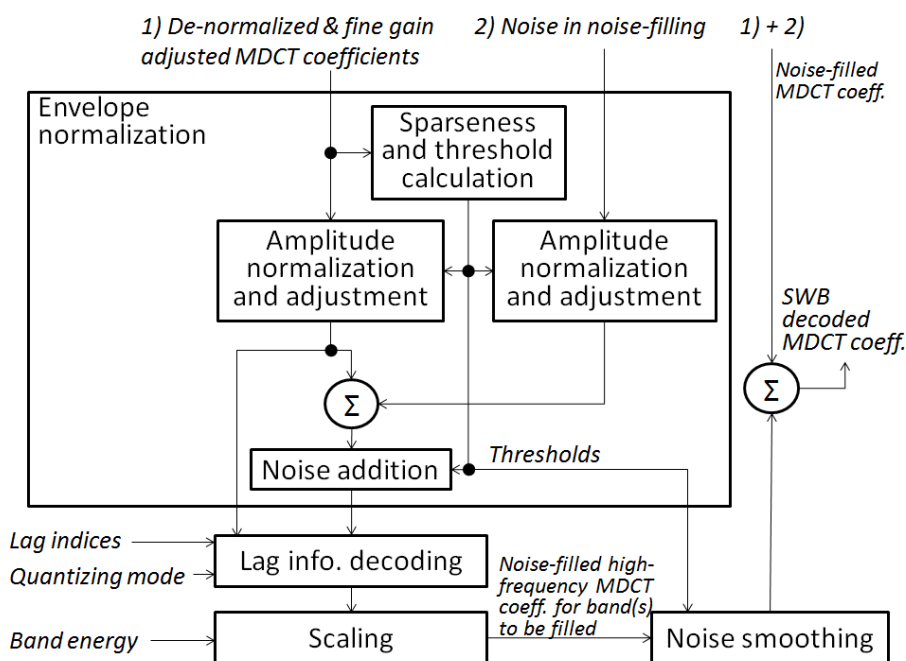 1) De-normalized & fine gain
adjusted MDCT coefficients
2) Noise in noise-filling
1) + 2)
Noise-filled
MDCT coeff.
Envelope
normalization
Sparseness
and threshold
calculation
Amplitude
normalization
and adjustment
Amplitude
normalization
and adjustment
SWB
decoded
MDCT coeff.
Σ
Σ
Noise addition
Thresholds
Lag indices
Quantizing mode
Lag info. decoding
Noise-filled high-
frequency MDCT
coeff. for band(s)
to be filled
Band energy
Scaling
Noise smoothing